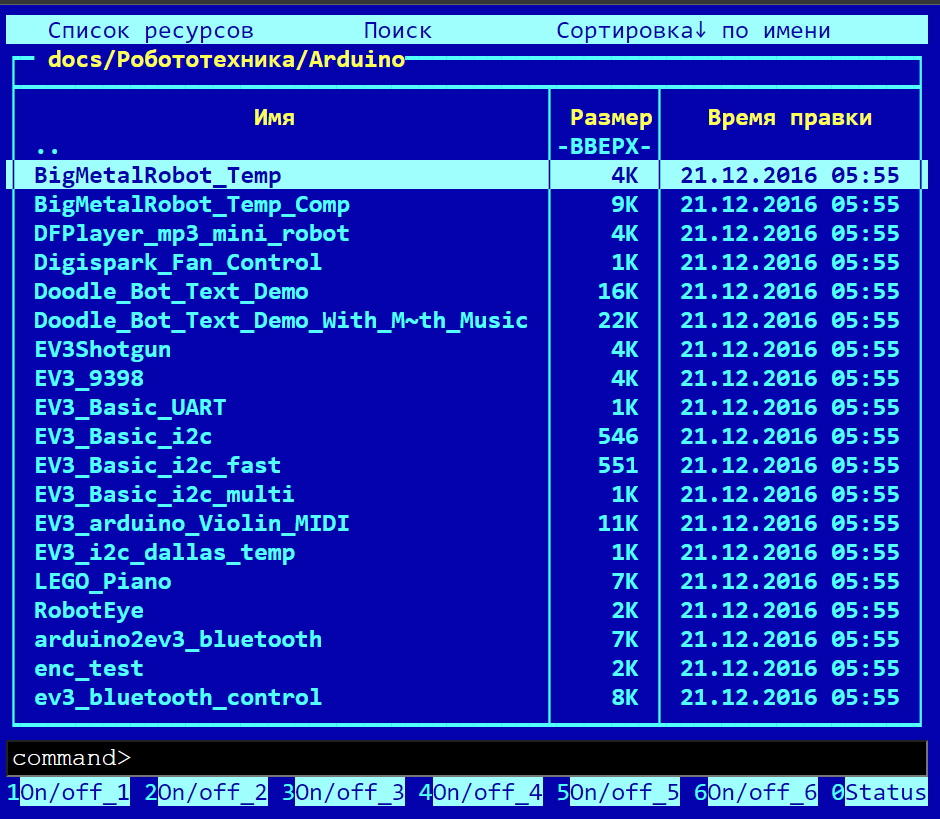 Список ресурсов Поиск Сортировка↓ по имени
docs/Робототехника/Arduino
Имя Размер Время правки
.. -ВВЕРХ-
BigMetalRobot_Temp 4K 21.12.2016 05:55
BigMetalRobot_Temp_Comp 9K 21.12.2016 05:55
DFPlayer_mp3_mini_robot 4K 21.12.2016 05:55
Digispark_Fan_Control 1K 21.12.2016 05:55
Doodle_Bot_Text_Demo 16K 21.12.2016 05:55
Doodle_Bot_Text_Demo_With_M~th_Music 22K 21.12.2016 05:55
EV3Shotgun 4K 21.12.2016 05:55
EV3_9398 4K 21.12.2016 05:55
EV3_Basic_UART 1K 21.12.2016 05:55
EV3_Basic_i2c 546 21.12.2016 05:55
EV3_Basic_i2c_fast 551 21.12.2016 05:55
EV3_Basic_i2c_multi 1K 21.12.2016 05:55
EV3_arduino_Violin_MIDI 11K 21.12.2016 05:55
EV3_i2c_dallas_temp 1K 21.12.2016 05:55
LEGO_Piano 7K 21.12.2016 05:55
RobotEye 2K 21.12.2016 05:55
arduino2ev3_bluetooth 7K 21.12.2016 05:55
enc_test 2K 21.12.2016 05:55
ev3_bluetooth_control 8K 21.12.2016 05:55
command>
1On/off_1 2On/off_2 3On/off_3 4On/off_4 5On/off_5 6On/off_6 0Status